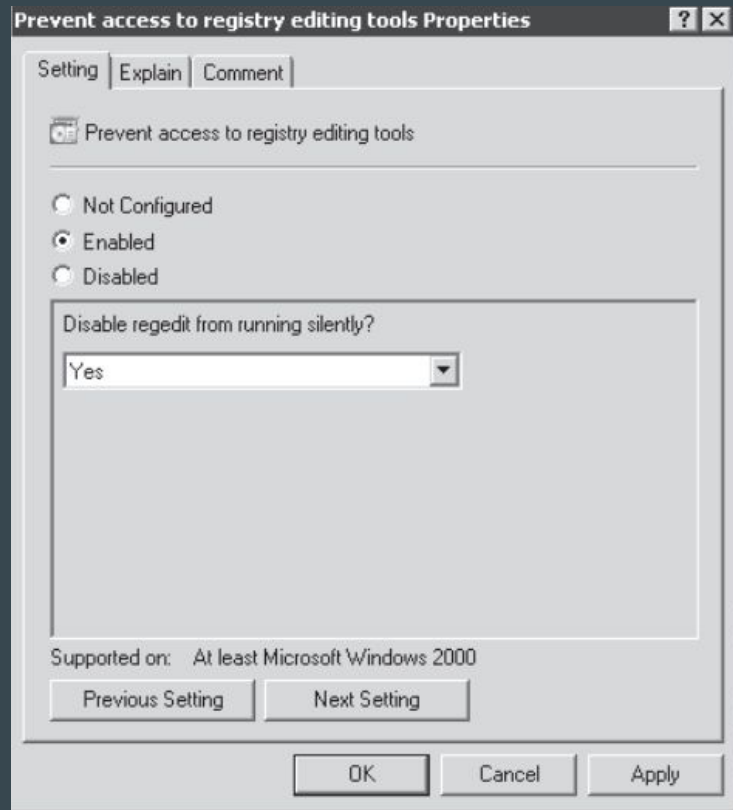 Prevent access to registry editing tools Properties
Setting Explain Comment
Prevent access to registry editing tools
Not Configured
Enabled
Disabled
Disable regedit from running silently?
Yes
Supported on: At least Microsoft Windows 2000
Previous Setting Next Setting
OK Cancel Apply